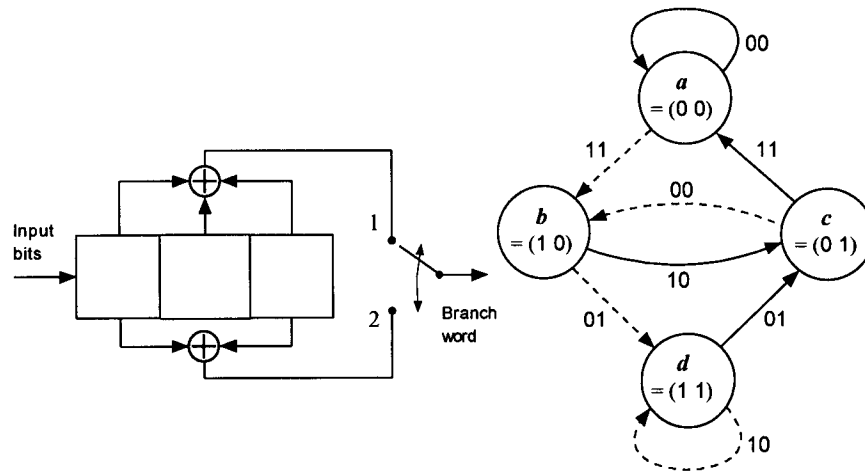 Input
bits
1
2
Branch
word
00
a
= (0 0)
11
11
00
b
= (1 0)
c
= (0 1)
10
01
01
d
= (1 1)
10